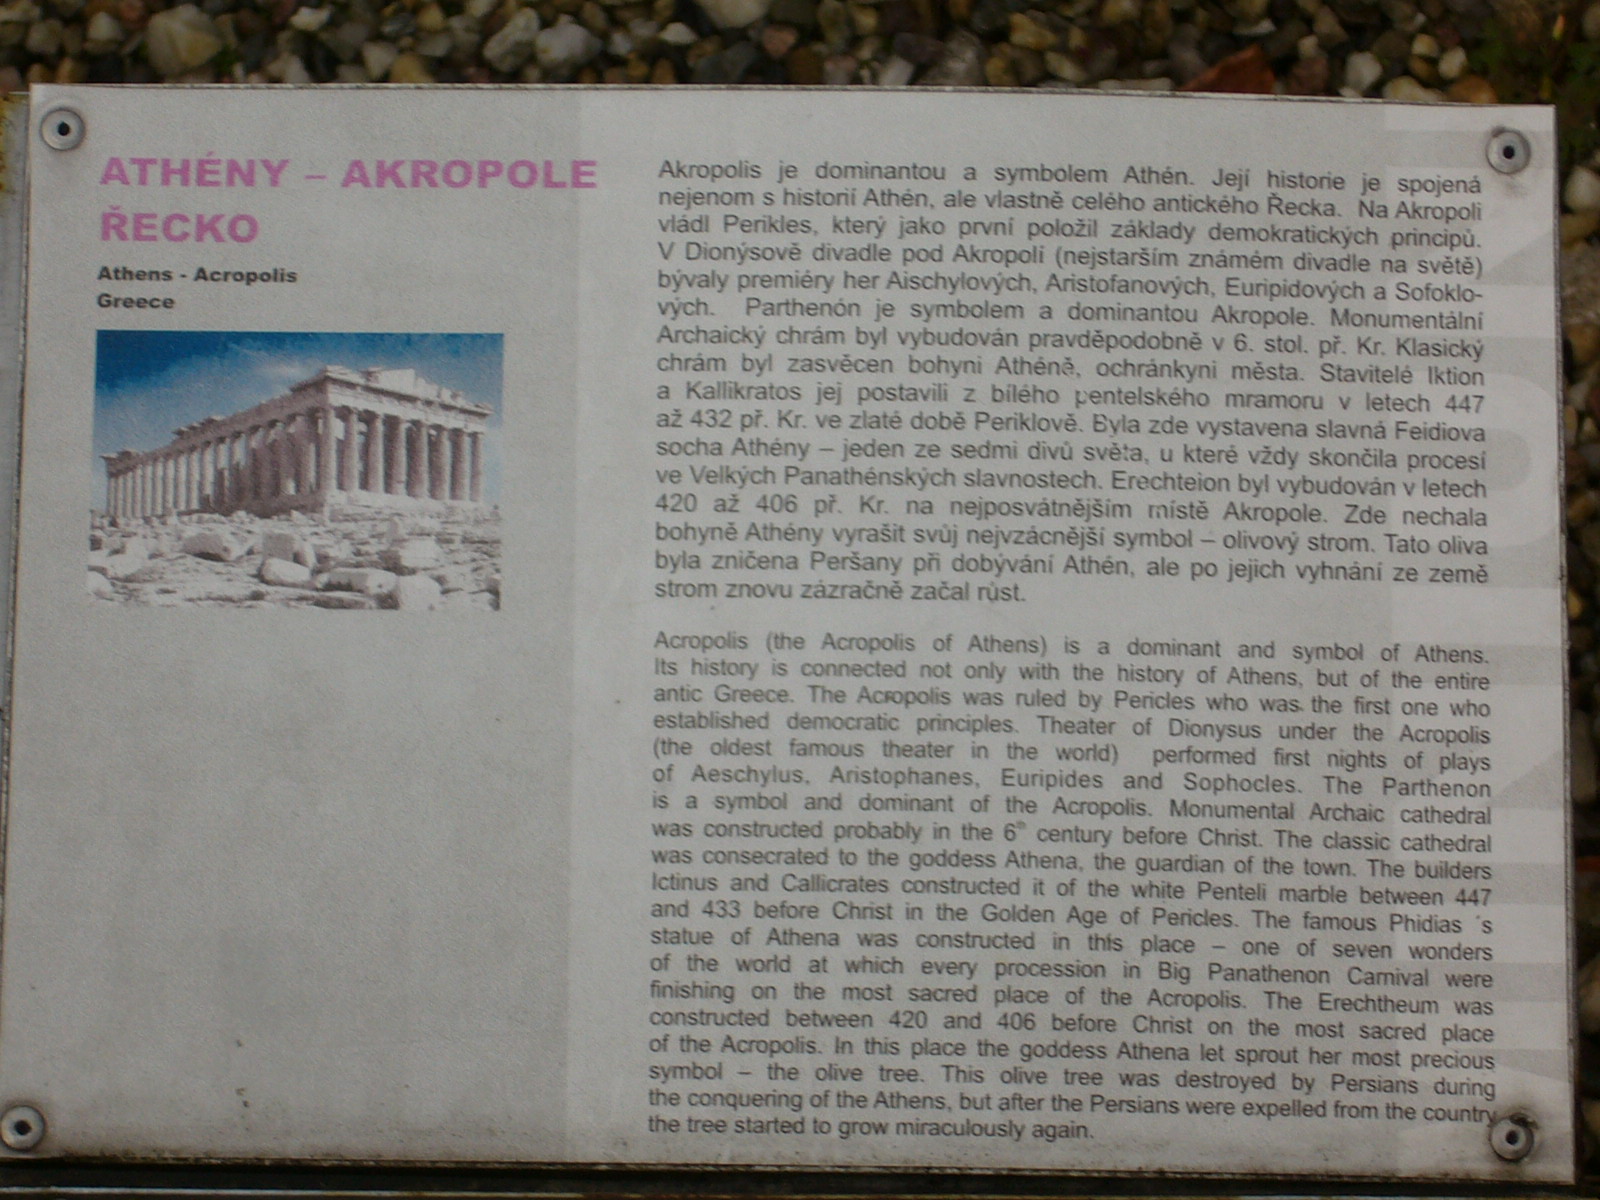 ATHÉNY – AKROPOLE
ŘECKO
Athens - Acropolis
Greece
Akropolis je dominantou a symbolem Athén. Její historie je spojená
nejenom s historií Athén, ale vlastně celého antického Řecka. Na Akropoli
vládl Perikles, který jako první položil základy demokratických principů.
V Dionýsově divadle pod Akropolí (nejstarším známém divadle na světě)
bývaly premiéry her Aischylových, Aristofanových, Euripidových a Sofoklo-
vých. Parthenón je symbolem a dominantou Akropole. Monumentální
Archaický chrám byl vybudován pravděpodobně v 6. stol. př. Kr. Klasický
chrám byl zasvěcen bohyni Athéně, ochránkyni města. Stavitelé Iktion
a Kallikratos jej postavili z bílého pentelského mramoru v letech 447
až 432 př. Kr. ve zlaté době Periklově. Byla zde vystavena slavná Feidiova
socha Athény – jeden ze sedmi divů světa, u které vždy skončila procesí
ve Velkých Panathénských slavnostech. Erechteion byl vybudován v letech
420 až 406 př. Kr. na nejposvátnějším místě Akropole. Zde nechala
bohyně Athény vyrašit svůj nejvzácnější symbol – olivový strom. Tato oliva
byla zničena Peršany při dobývání Athén, ale po jejich vyhnání ze země
strom znovu zázračně začal růst.
Acropolis (the Acropolis of Athens) is a dominant and symbol of Athens.
Its history is connected not only with the history of Athens, but of the entire
antic Greece. The Acropolis was ruled by Pericles who was the first one who
established democratic principles. Theater of Dionysus under the Acropolis
(the oldest famous theater in the world) performed first nights of plays
of Aeschylus, Aristophanes, Euripides and Sophocles. The Parthenon
is a symbol and dominant of the Acropolis. Monumental Archaic cathedral
was constructed probably in the 6th century before Christ. The classic cathedral
was consecrated to the goddess Athena, the guardian of the town. The builders
Ictinus and Callicrates constructed it of the white Penteli marble between 447
and 433 before Christ in the Golden Age of Pericles. The famous Phidias ´s
statue of Athena was constructed in this place – one of seven wonders
of the world at which every procession in Big Panathenon Carnival were
finishing on the most sacred place of the Acropolis. The Erechtheum was
constructed between 420 and 406 before Christ on the most sacred place
of the Acropolis. In this place the goddess Athena let sprout her most precious
symbol – the olive tree. This olive tree was destroyed by Persians during
the conquering of the Athens, but after the Persians were expelled from the country
the tree started to grow miraculously again.